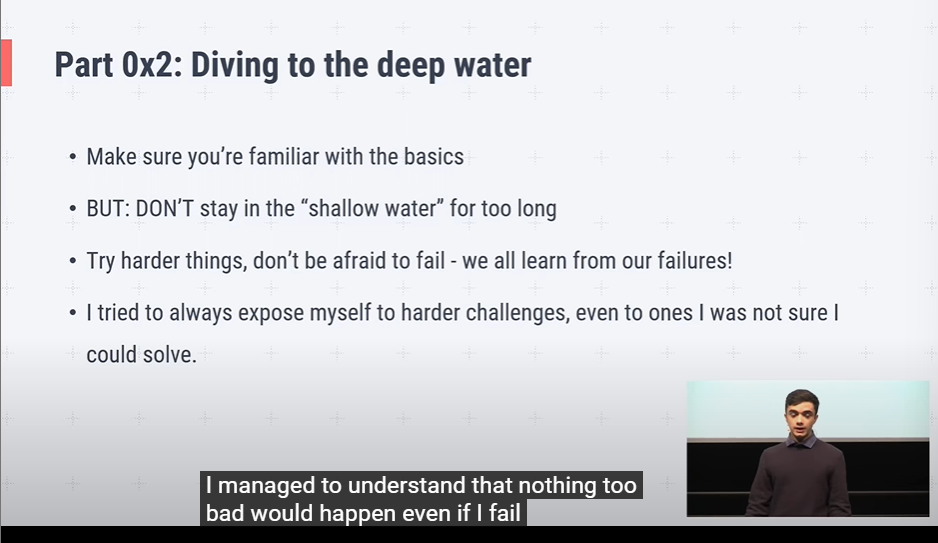 Part 0x2: Diving to the deep water
• Make sure you’re familiar with the basics
• BUT: DON’T stay in the “shallow water” for too long
• Try harder things, don’t be afraid to fail - we all learn from our failures!
• I tried to always expose myself to harder challenges, even to ones I was not sure I
could solve.
I managed to understand that nothing too
bad would happen even if I fail